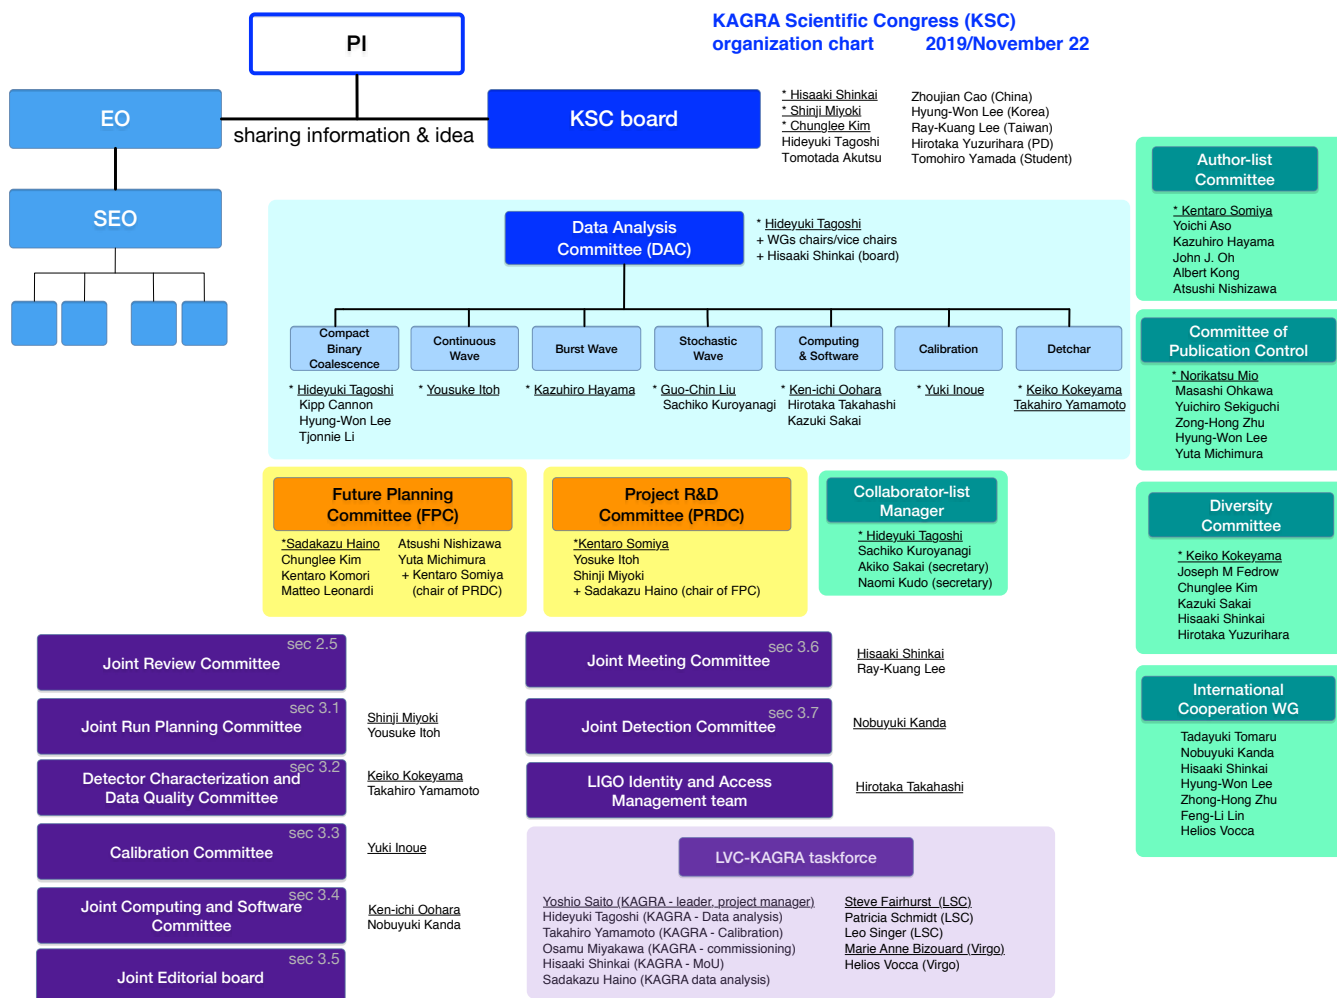 KAGRA Scientific Congress (KSC)
organization chart 2019/November 22
PI
EO
sharing information & idea
KSC board
* Hisaaki Shinkai
* Shinji Miyoki
* Chunglee Kim
Hideyuki Tagoshi
Tomotada Akutsu
Zhoujian Cao (China)
Hyung-Won Lee (Korea)
Ray-Kuang Lee (Taiwan)
Hirotaka Yuzurihara (PD)
Tomohiro Yamada (Student)
SEO
Data Analysis
Committee (DAC)
* Hideyuki Tagoshi
+ WGs chairs/vice chairs
+ Hisaaki Shinkai (board)
Compact
Binary
Coalescence
* Hideyuki Tagoshi
Kipp Cannon
Hyung-Won Lee
Tjonnie Li
Continuous
Wave
* Yousuke Itoh
Burst Wave
* Kazuhiro Hayama
Stochastic
Wave
* Guo-Chin Liu
Sachiko Kuroyanagi
Computing
& Software
* Ken-ichi Oohara
Hirotaka Takahashi
Kazuki Sakai
Calibration
* Yuki Inoue
Detchar
* Keiko Kokeyama
Takahiro Yamamoto
Author-list
Committee
* Kentaro Somiya
Yoichi Aso
Kazuhiro Hayama
John J. Oh
Albert Kong
Atsushi Nishizawa
Committee of
Publication Control
* Norikatsu Mio
Masashi Ohkawa
Yuichiro Sekiguchi
Zong-Hong Zhu
Hyung-Won Lee
Yuta Michimura
Diversity
Committee
* Keiko Kokeyama
Joseph M Fedrow
Chunglee Kim
Kazuki Sakai
Hisaaki Shinkai
Hirotaka Yuzurihara
International
Cooperation WG
Tadayuki Tomaru
Nobuyuki Kanda
Hisaaki Shinkai
Hyung-Won Lee
Zhong-Hong Zhu
Feng-Li Lin
Helios Vocca
Future Planning
Committee (FPC)
*Sadakazu Haino
Chunglee Kim
Kentaro Komori
Matteo Leonardi
Atsushi Nishizawa
Yuta Michimura
+ Kentaro Somiya
(chair of PRDC)
Project R&D
Committee (PRDC)
*Kentaro Somiya
Yosuke Itoh
Shinji Miyoki
+ Sadakazu Haino (chair of FPC)
Collaborator-list
Manager
* Hideyuki Tagoshi
Sachiko Kuroyanagi
Akiko Sakai (secretary)
Naomi Kudo (secretary)
sec 2.5
Joint Review Committee
sec 3.1
Joint Run Planning Committee
Shinji Miyoki
Yousuke Itoh
sec 3.2
Detector Characterization and
Data Quality Committee
Keiko Kokeyama
Takahiro Yamamoto
sec 3.3
Calibration Committee
Yuki Inoue
sec 3.4
Joint Computing and Software
Committee
Ken-ichi Oohara
Nobuyuki Kanda
sec 3.5
Joint Editorial board
sec 3.6
Joint Meeting Committee
Hisaaki Shinkai
Ray-Kuang Lee
sec 3.7
Joint Detection Committee
Nobuyuki Kanda
LIGO Identity and Access
Management team
Hirotaka Takahashi
LVC-KAGRA taskforce
Yoshio Saito (KAGRA - leader, project manager)
Hideyuki Tagoshi (KAGRA - Data analysis)
Takahiro Yamamoto (KAGRA - Calibration)
Osamu Miyakawa (KAGRA - commissioning)
Hisaaki Shinkai (KAGRA - MoU)
Sadakazu Haino (KAGRA data analysis)
Steve Fairhurst (LSC)
Patricia Schmidt (LSC)
Leo Singer (LSC)
Marie Anne Bizouard (Virgo)
Helios Vocca (Virgo)